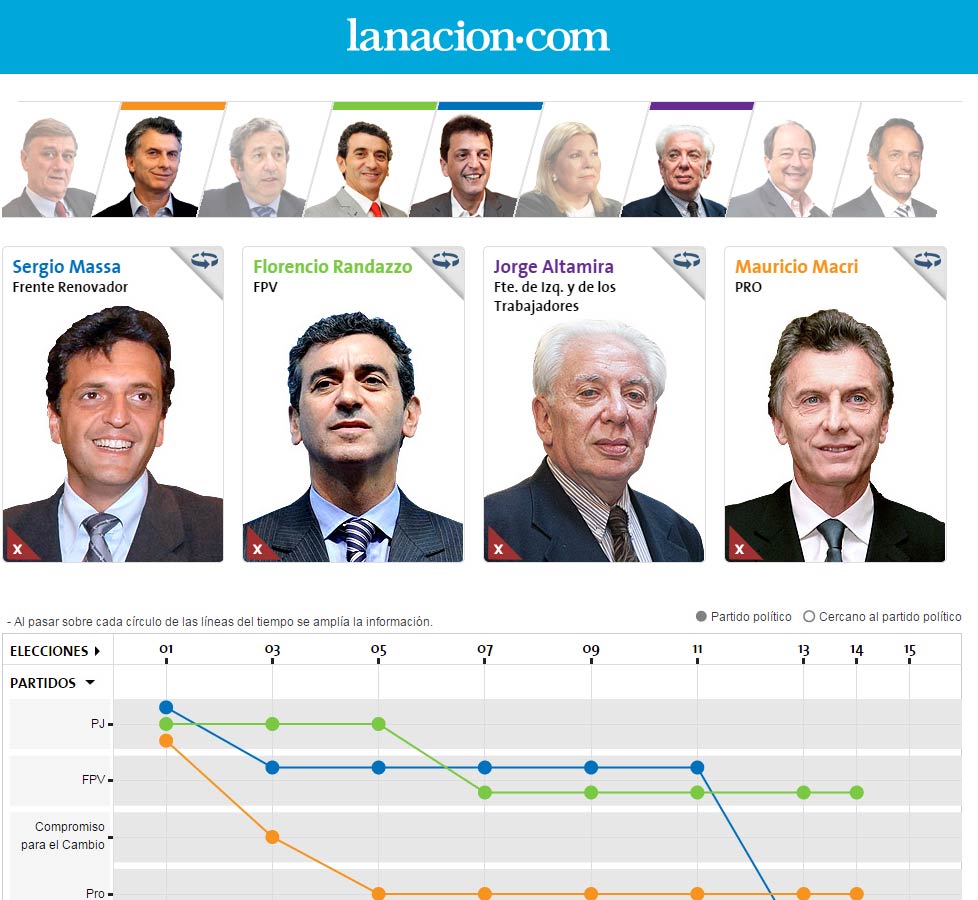 lanacion.com
Sergio Massa
Frente Renovador
Florencio Randazzo
FPV
Jorge Altamira
Fte. de Izq. y de los
Trabajadores
Mauricio Macri
PRO
x
x
x
x
- Al pasar sobre cada círculo de las líneas del tiempo se amplía la información.
Partido político
Cercano al partido político
ELECCIONES
01 03 05 07 09 11 13 14 15
PARTIDOS
PJ
FPV
Compromiso
para el Cambio
Pro